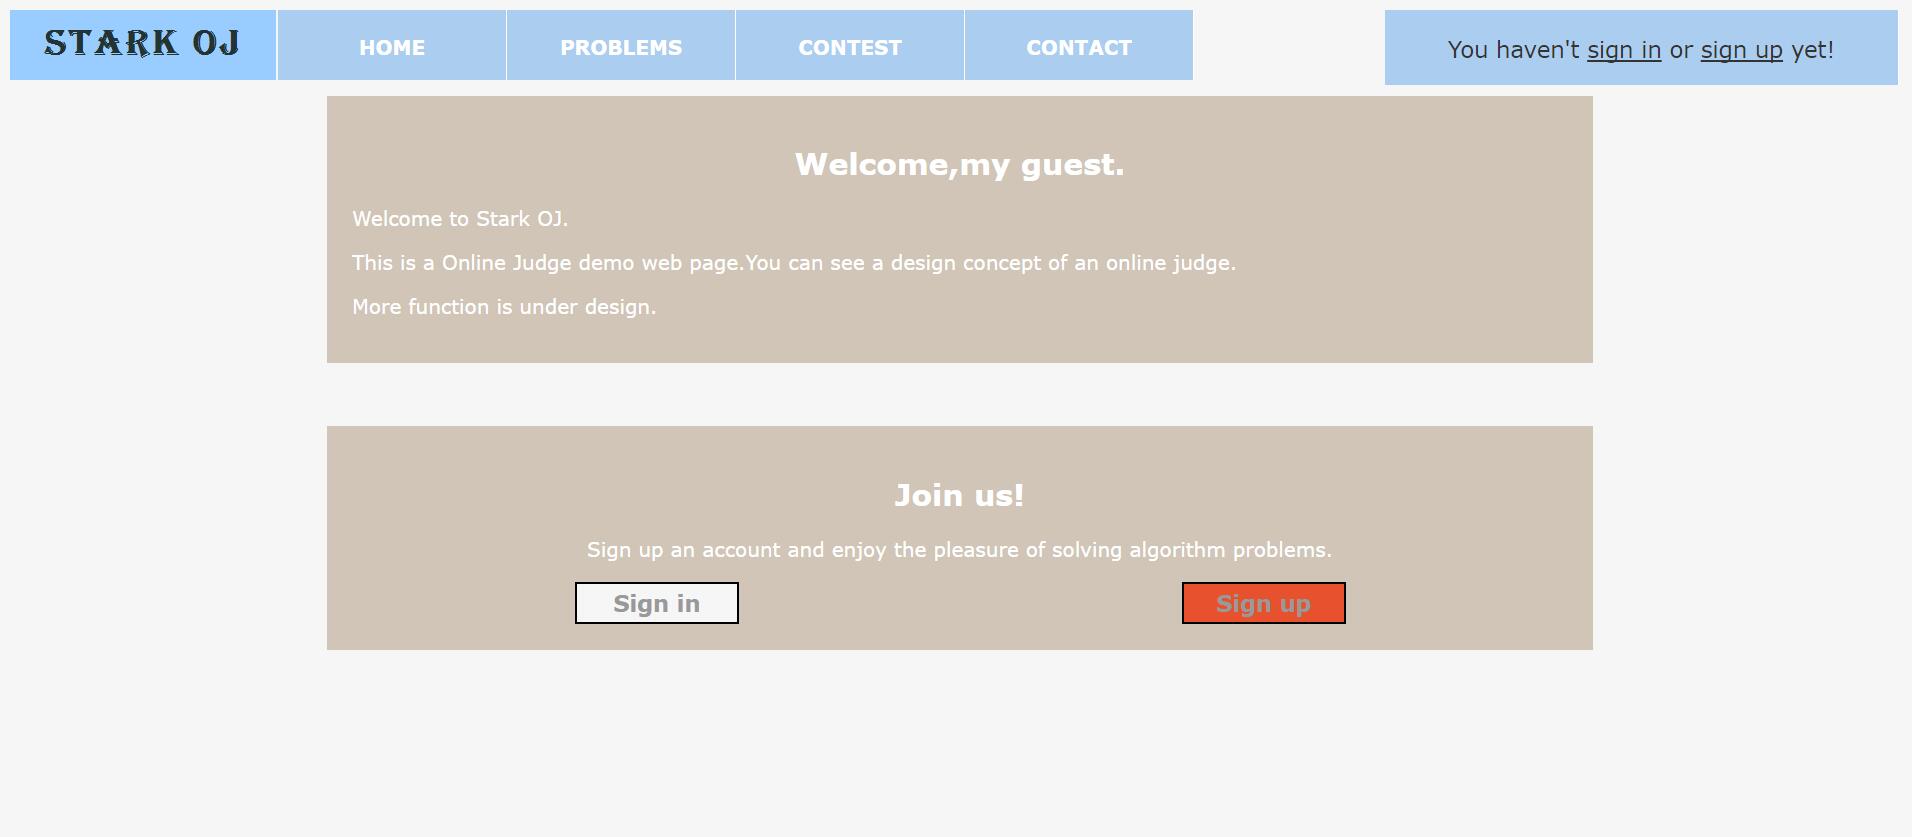 STARK OJ
HOME
PROBLEMS
CONTEST
CONTACT
You haven't sign in or sign up yet!
Welcome,my guest.
Welcome to Stark OJ.
This is a Online Judge demo web page.You can see a design concept of an online judge.
More function is under design.
Join us!
Sign up an account and enjoy the pleasure of solving algorithm problems.
Sign in
Sign up